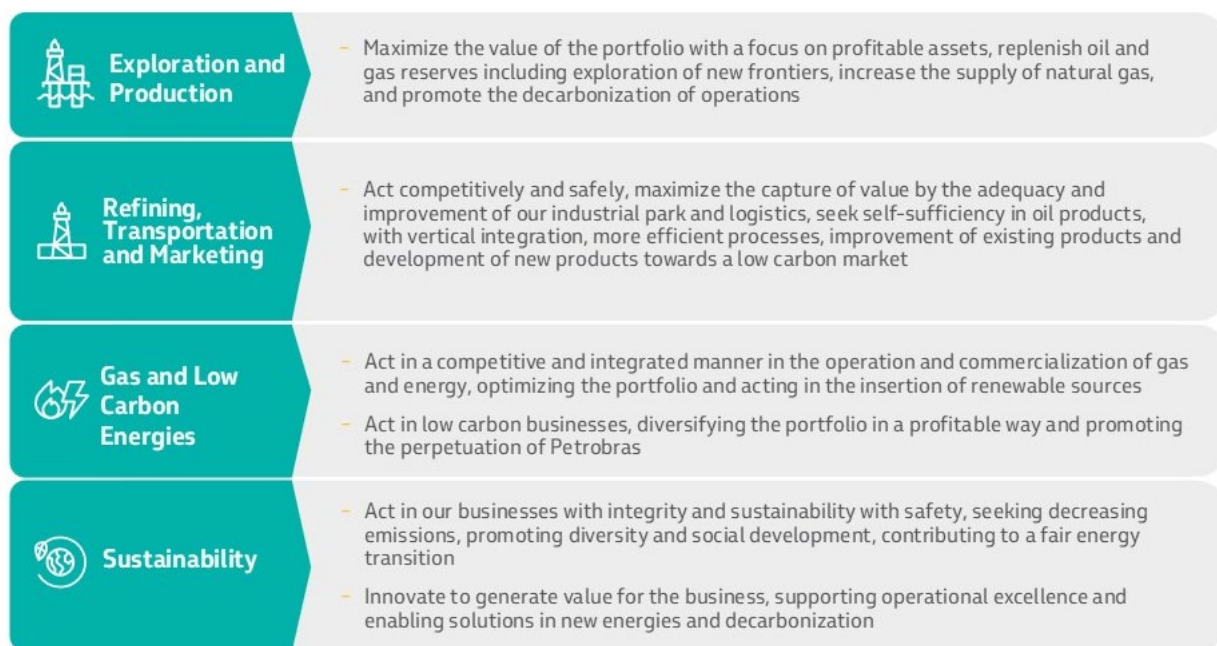 Exploration and
Production
– Maximize the value of the portfolio with a focus on profitable assets, replenish oil and
gas reserves including exploration of new frontiers, increase the supply of natural gas,
and promote the decarbonization of operations
Refining,
Transportation
and Marketing
– Act competitively and safely, maximize the capture of value by the adequacy and
improvement of our industrial park and logistics, seek self-sufficiency in oil products,
with vertical integration, more efficient processes, improvement of existing products and
development of new products towards a low carbon market
Gas and Low
Carbon
Energies
– Act in a competitive and integrated manner in the operation and commercialization of gas
and energy, optimizing the portfolio and acting in the insertion of renewable sources
– Act in low carbon businesses, diversifying the portfolio in a profitable way and promoting
the perpetuation of Petrobras
Sustainability
– Act in our businesses with integrity and sustainability with safety, seeking decreasing
emissions, promoting diversity and social development, contributing to a fair energy
transition
– Innovate to generate value for the business, supporting operational excellence and
enabling solutions in new energies and decarbonization